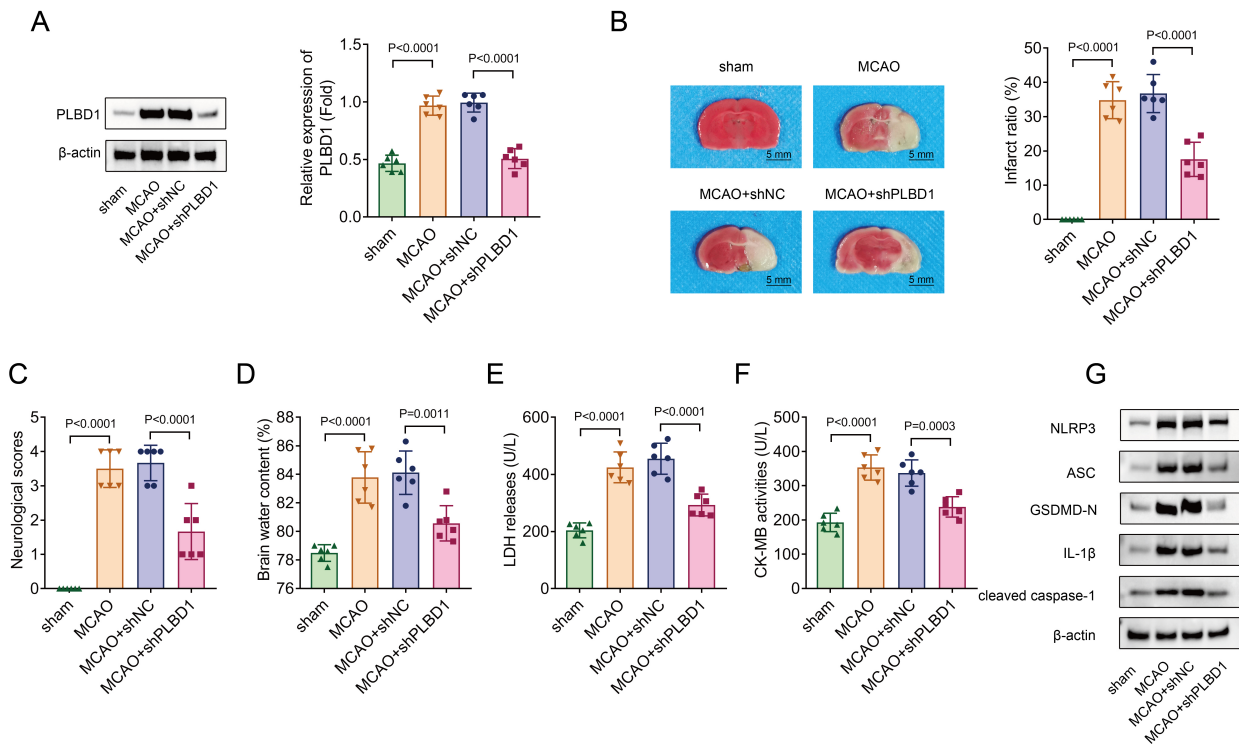 A
PLBD1
β-actin
sham
MCAO
MCAO+shNC
MCAO+shPLBD1
Relative expression of
PLBD1 (Fold)
1.5
1.0
0.5
0.0
P<0.0001
P<0.0001
sham
MCAO
MCAO+shNC
MCAO+shPLBD1
B
sham
MCAO
5 mm
5 mm
MCAO+shNC
MCAO+shPLBD1
5 mm
5 mm
Infarct ratio (%)
50
40
30
20
10
0
P<0.0001
P<0.0001
sham
MCAO
MCAO+shNC
MCAO+shPLBD1
C
Neurological scores
5
4
3
2
1
0
P<0.0001
P<0.0001
sham
MCAO
MCAO+shNC
MCAO+shPLBD1
D
Brain water content (%)
88
86
84
82
80
78
76
P<0.0001
P=0.0011
sham
MCAO
MCAO+shNC
MCAO+shPLBD1
E
LDH releases (U/L)
600
400
200
0
P<0.0001
P<0.0001
sham
MCAO
MCAO+shNC
MCAO+shPLBD1
F
CK-MB activities (U/L)
500
400
300
200
100
0
P<0.0001
P=0.0003
sham
MCAO
MCAO+shNC
MCAO+shPLBD1
G
NLRP3
ASC
GSDMD-N
IL-1β
cleaved caspase-1
β-actin
sham
MCAO
MCAO+shNC
MCAO+shPLBD1